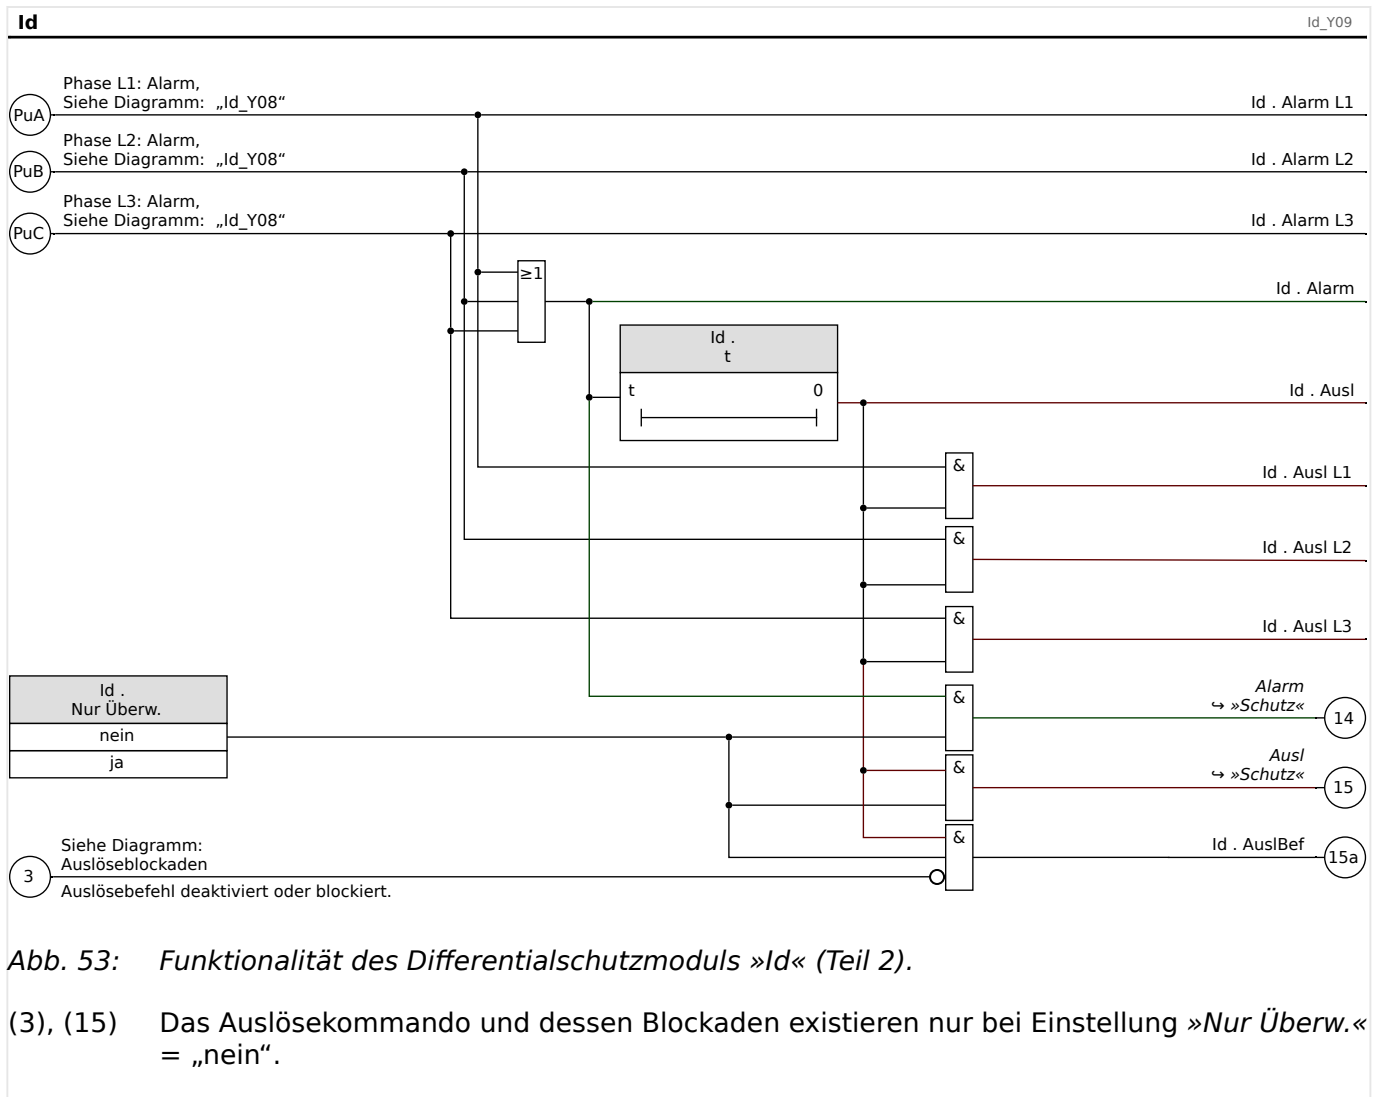 Id
Id_Y09
Phase L1: Alarm,
Siehe Diagramm: „Id_Y08“
PuA
Id . Alarm L1
Phase L2: Alarm,
Siehe Diagramm: „Id_Y08“
PuB
Id . Alarm L2
Phase L3: Alarm,
Siehe Diagramm: „Id_Y08“
PuC
Id . Alarm L3
≥1
Id . Alarm
Id .
t
t
0
Id . Ausl
&
Id . Ausl L1
&
Id . Ausl L2
&
Id . Ausl L3
Id .
Nur Überw.
nein
ja
&
Alarm
↪ »Schutz«
14
&
Ausl
↪ »Schutz«
15
&
Id . AuslBef
15a
Siehe Diagramm:
Auslöseblockaden
3
Auslösebefehl deaktiviert oder blockiert.
Abb. 53: Funktionalität des Differentialschutzmoduls »Id« (Teil 2).
(3), (15) Das Auslösekommando und dessen Blockaden existieren nur bei Einstellung »Nur Überw.«
= „nein“.